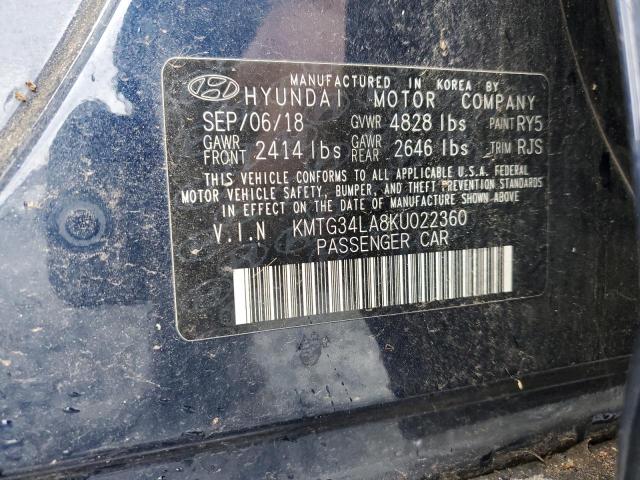 MANUFACTURED IN KOREA BY
HYUNDAI MOTOR COMPANY
SEP/06/18 GVWR 4828 lbs PAINT RY5
GAWR FRONT 2414 lbs GAWR REAR 2646 lbs TRIM RJS
THIS VEHICLE CONFORMS TO ALL APPLICABLE U.S.A. FEDERAL
MOTOR VEHICLE SAFETY, BUMPER, AND THEFT PREVENTION STANDARDS
IN EFFECT ON THE DATE OF MANUFACTURE SHOWN ABOVE
V.I.N KMTG34LA8KU022360
PASSENGER CAR